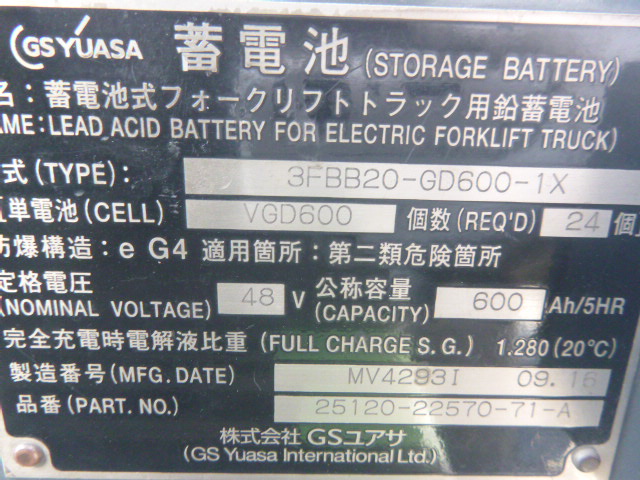 GS YUASA 蓄電池 (STORAGE BATTERY)
名:蓄電池式フォークリフトトラック用鉛蓄電池
AME:LEAD ACID BATTERY FOR ELECTRIC FORKLIFT TRUCK)
式(TYPE): 3FBB20-GD600-1X
単電池(CELL) VGD600 個数(REQ'D) 24 個
防爆構造:e G4 適用箇所:第二類危険箇所
定格電圧 (NOMINAL VOLTAGE) 48 V 公称容量 (CAPACITY) 600 Ah/5HR
完全充電時電解液比重 (FULL CHARGE S.G.) 1.280(20℃)
製造番号(MFG.DATE) MV4293I 09.16
品番(PART.NO.) 25120-22570-71-A
株式会社 GSユアサ
(GS Yuasa International Ltd.)